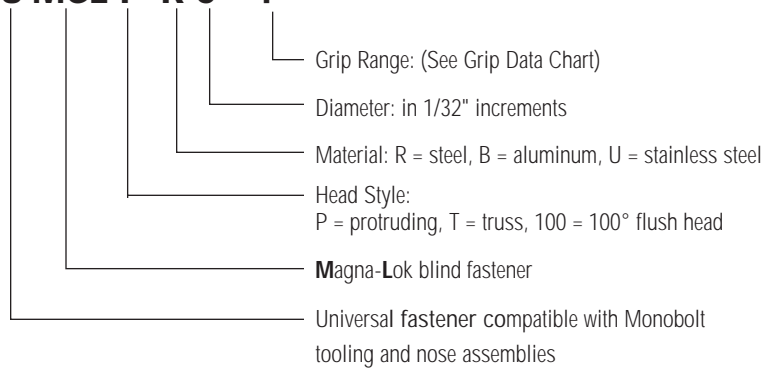 Grip Range: (See Grip Data Chart)
Diameter: in 1/32" increments
Material: R = steel, B = aluminum, U = stainless steel
Head Style:
P = protruding, T = truss, 100 = 100° flush head
Magna-Lok blind fastener
Universal fastener compatible with Monobolt
tooling and nose assemblies